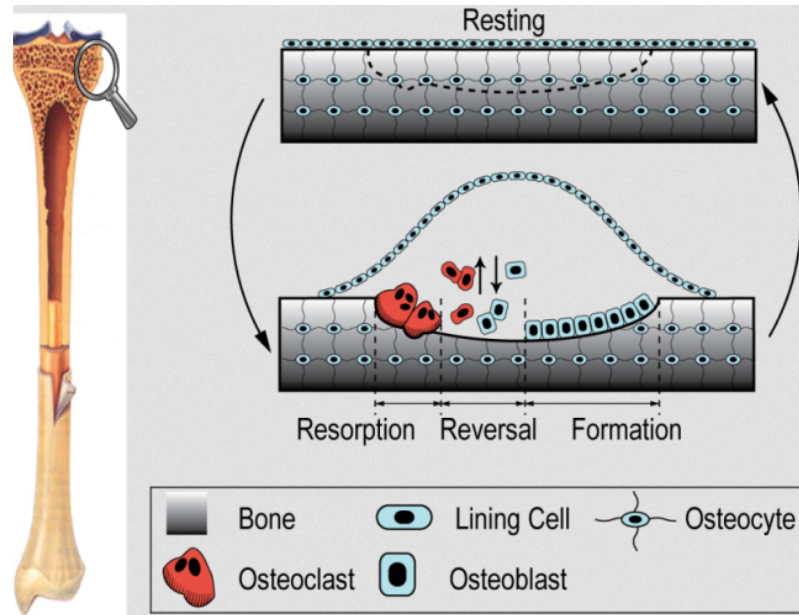 Resting
Resorption Reversal Formation
Bone Lining Cell Osteocyte
Osteoclast Osteoblast